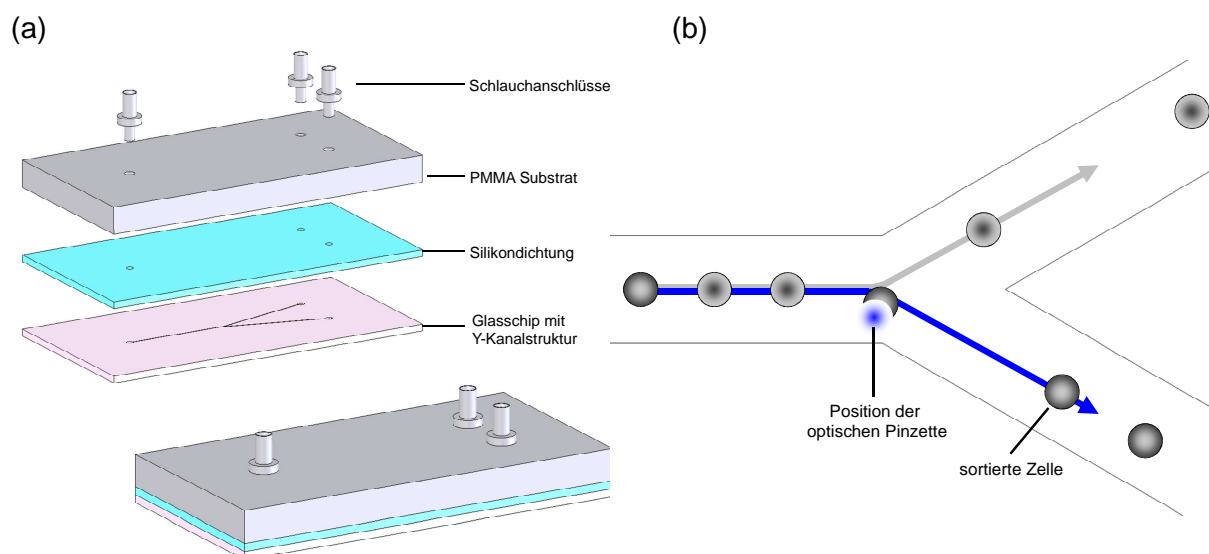 (a)
Schlauchanschlüsse
PMMA Substrat
Silikondichtung
Glasschip mit
Y-Kanalstruktur
(b)
Position der
optischen Pinzette
sortierte Zelle